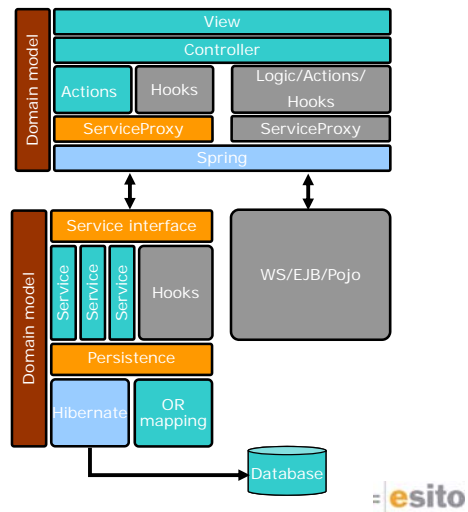 Domain model
View
Controller
Actions
Hooks
Logic/Actions/
Hooks
ServiceProxy
ServiceProxy
Spring
Domain model
Service interface
Service
Service
Service
Hooks
WS/EJB/Pojo
Persistence
Hibernate
OR
mapping
Database
esito